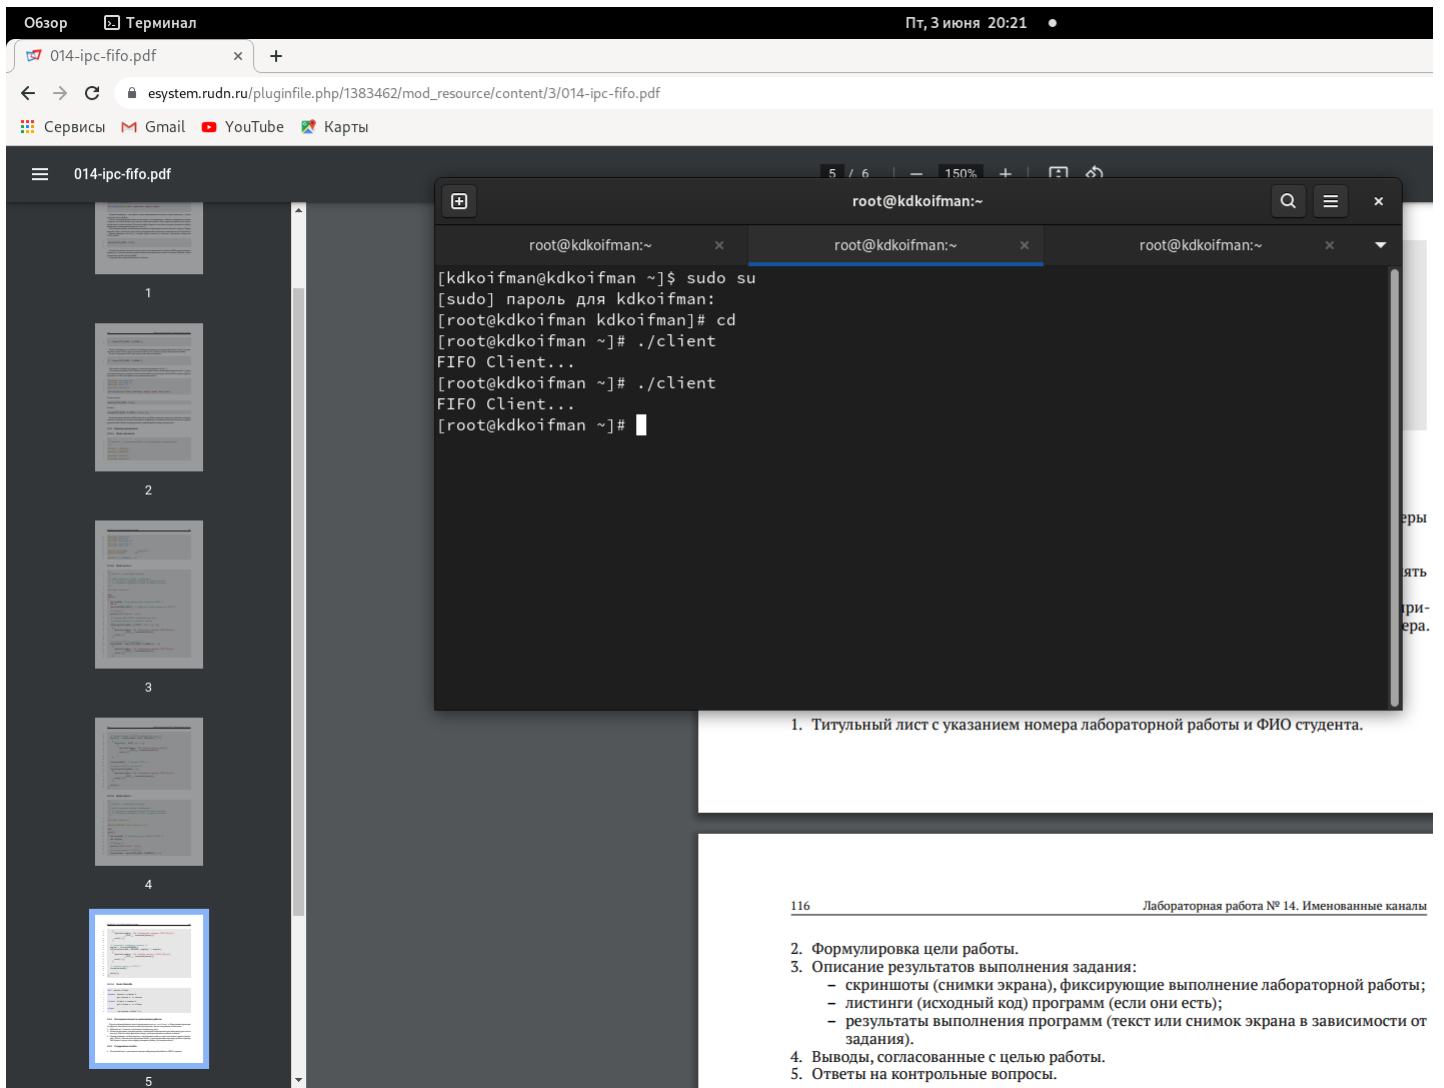 Обзор
Терминал
Пт, 3 июня 20:21
014-ipc-fifo.pdf
esystem.rudn.ru/pluginfile.php/1383462/mod_resource/content/3/014-ipc-fifo.pdf
Сервисы
Gmail
YouTube
Карты
014-ipc-fifo.pdf
5 / 6
150%
root@kdkoifman:~
root@kdkoifman:~
root@kdkoifman:~
root@kdkoifman:~
[kdkoifman@kdkoifman ~]$ sudo su
[sudo] пароль для kdkoifman:
[root@kdkoifman kdkoifman]# cd
[root@kdkoifman ~]# ./client
FIFO Client...
[root@kdkoifman ~]# ./client
FIFO Client...
[root@kdkoifman ~]#
1
2
3
4
5
еры
ять
при-
ера.
1. Титульный лист с указанием номера лабораторной работы и ФИО студента.
116
Лабораторная работа № 14. Именованные каналы
2. Формулировка цели работы.
3. Описание результатов выполнения задания:
– скриншоты (снимки экрана), фиксирующие выполнение лабораторной работы;
– листинги (исходный код) программ (если они есть);
– результаты выполнения программ (текст или снимок экрана в зависимости от
задания).
4. Выводы, согласованные с целью работы.
5. Ответы на контрольные вопросы.